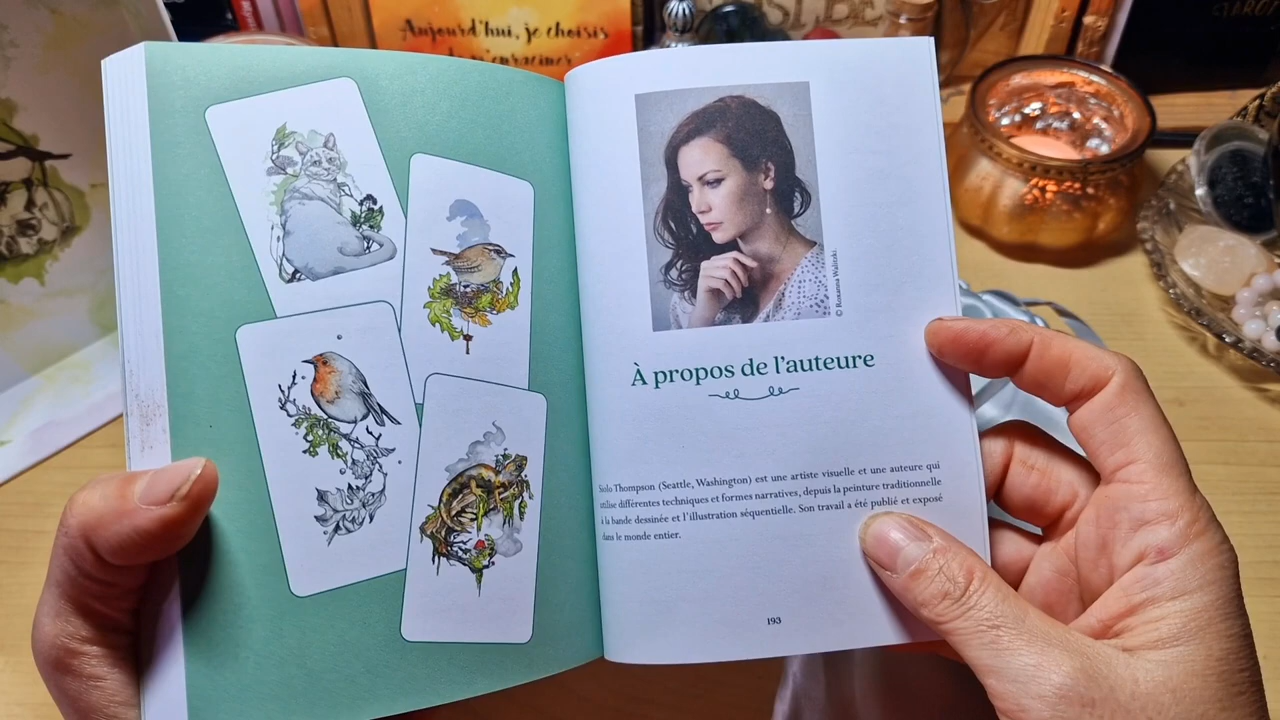 Aujourd'hui, je choisis
© Roxanna Walitzki.
À propos de l'auteure
Siolo Thompson (Seattle, Washington) est une artiste visuelle et une auteure qui
utilise différentes techniques et formes narratives, depuis la peinture traditionnelle
à la bande dessinée et l'illustration séquentielle. Son travail a été publié et exposé
dans le monde entier.
193